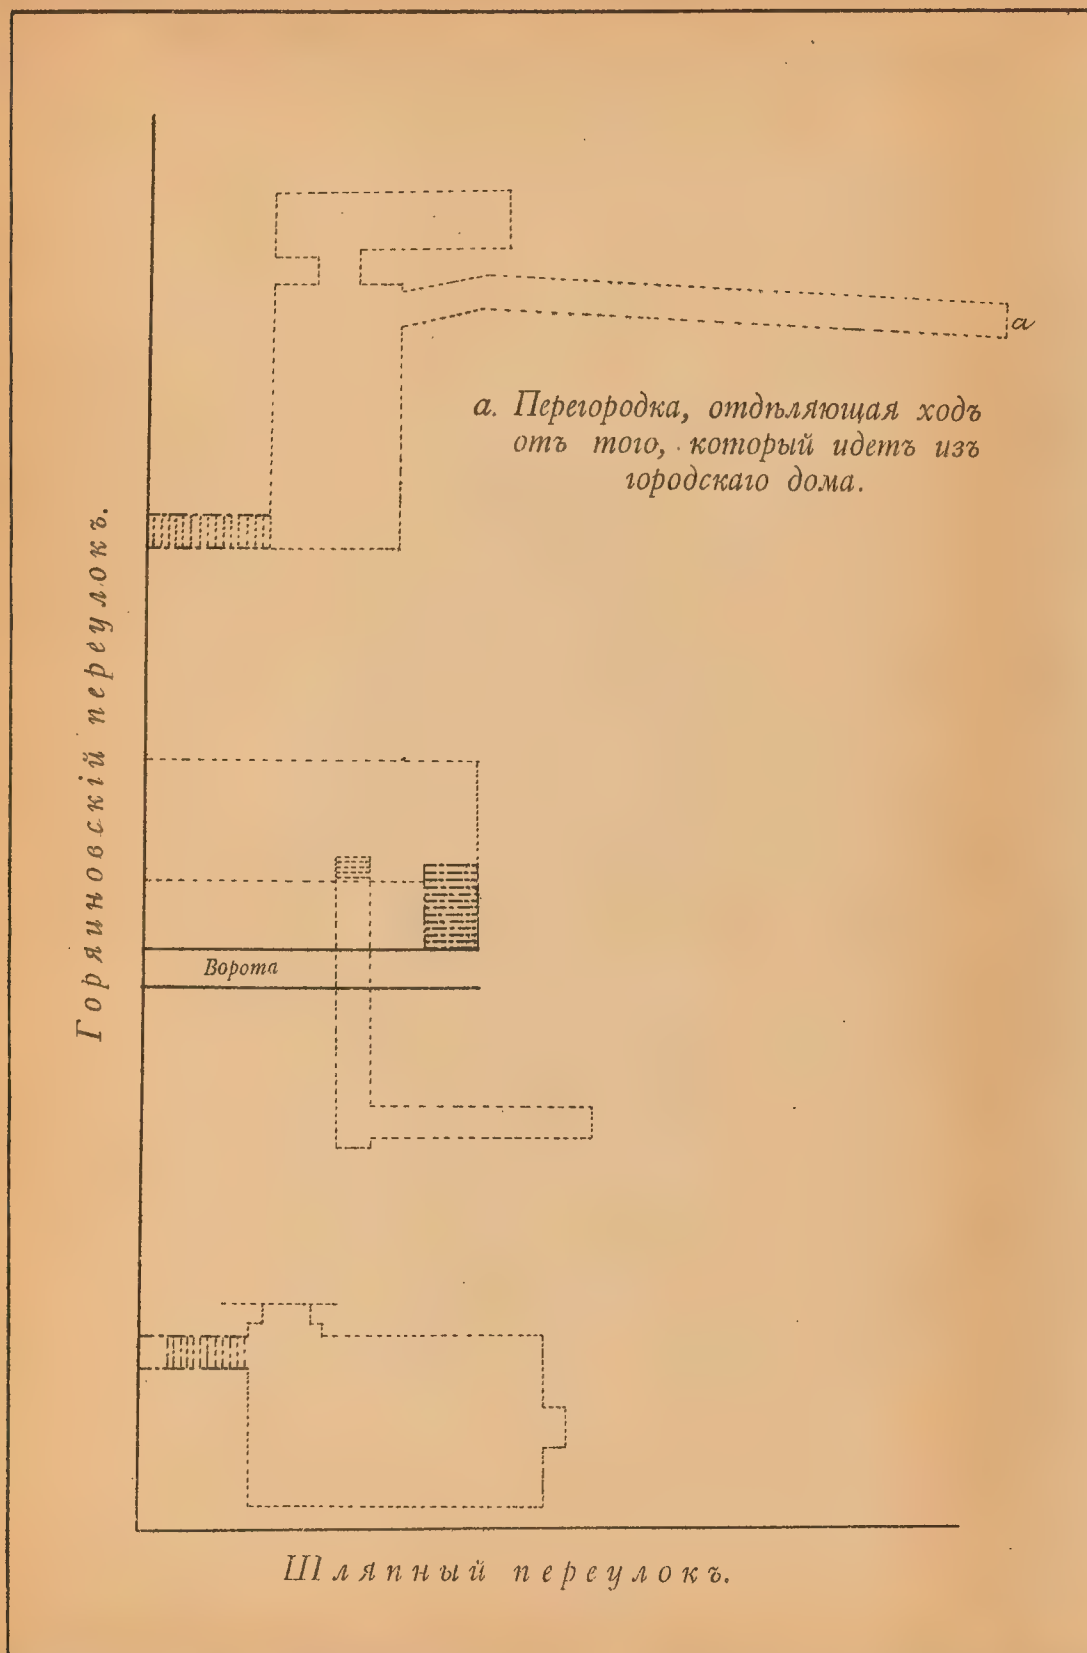 а
а. Перегородка, отдѣляющая ходъ
отъ того, который идетъ изъ
городскаго дома.
Горяиновскій переулокъ.
Ворота
Шляпный переулокъ.